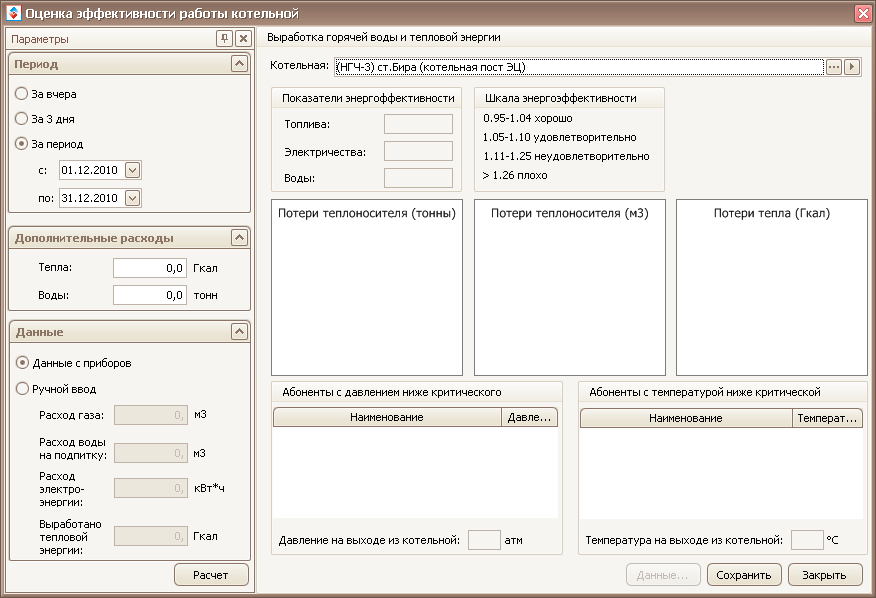 Оценка эффективности работы котельной
Параметры
Период
За вчера
За 3 дня
За период
с: 01.12.2010
по: 31.12.2010
Дополнительные расходы
Тепла: 0,0 Гкал
Воды: 0,0 тонн
Данные
Данные с приборов
Ручной ввод
Расход газа: 0, м3
Расход воды
на подпитку: 0, м3
Расход
электро-
энергии: 0, кВт*ч
Выработано
тепловой
энергии: 0, Гкал
Расчет
Выработка горячей воды и тепловой энергии
Котельная: (НГЧ-3) ст.Бира (котельная пост ЭЦ) ...
Показатели энергоффективности
Топлива:
Электричества:
Воды:
Шкала энергоэффективности
0.95-1.04 хорошо
1.05-1.10 удовлетворительно
1.11-1.25 неудовлетворительно
> 1.26 плохо
Потери теплоносителя (тонны)
Потери теплоносителя (м3)
Потери тепла (Гкал)
Абоненты с давлением ниже критического
Наименование Давле...
Давление на выходе из котельной: атм
Абоненты с температурой ниже критической
Наименование Температ...
Температура на выходе из котельной: °C
Данные... Сохранить Закрыть